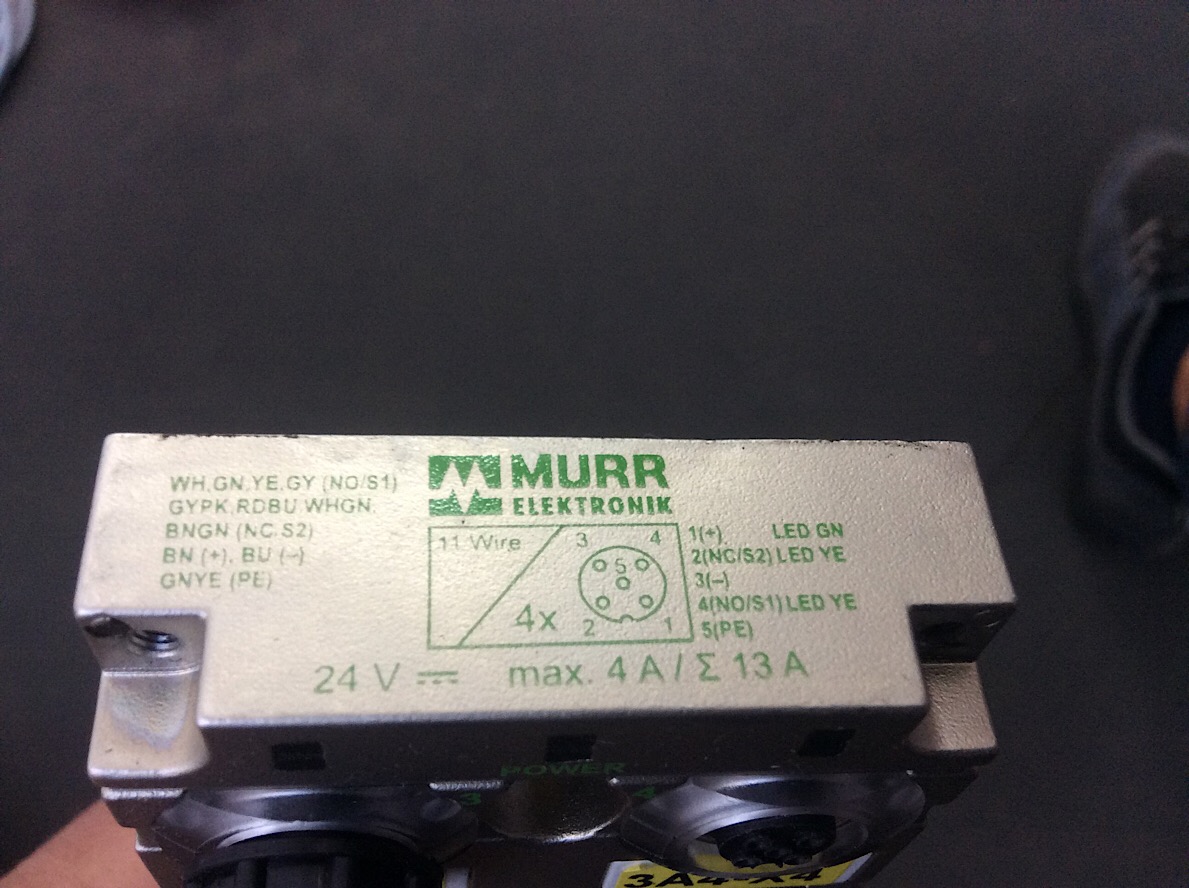 WH,GN,YE,GY (NO/S1)
GYPK,RDBU,WHGN,
BNGN (NC,S2)
BN (+), BU (–)
GNYE (PE)
MURR
ELEKTRONIK
11 Wire
4x
3 4
5
2 1
1(+) LED GN
2(NC/S2) LED YE
3(–)
4(NO/S1) LED YE
5(PE)
24 V ⎓ max. 4 A / Σ 13 A
POWER
3 4
3A4-X4